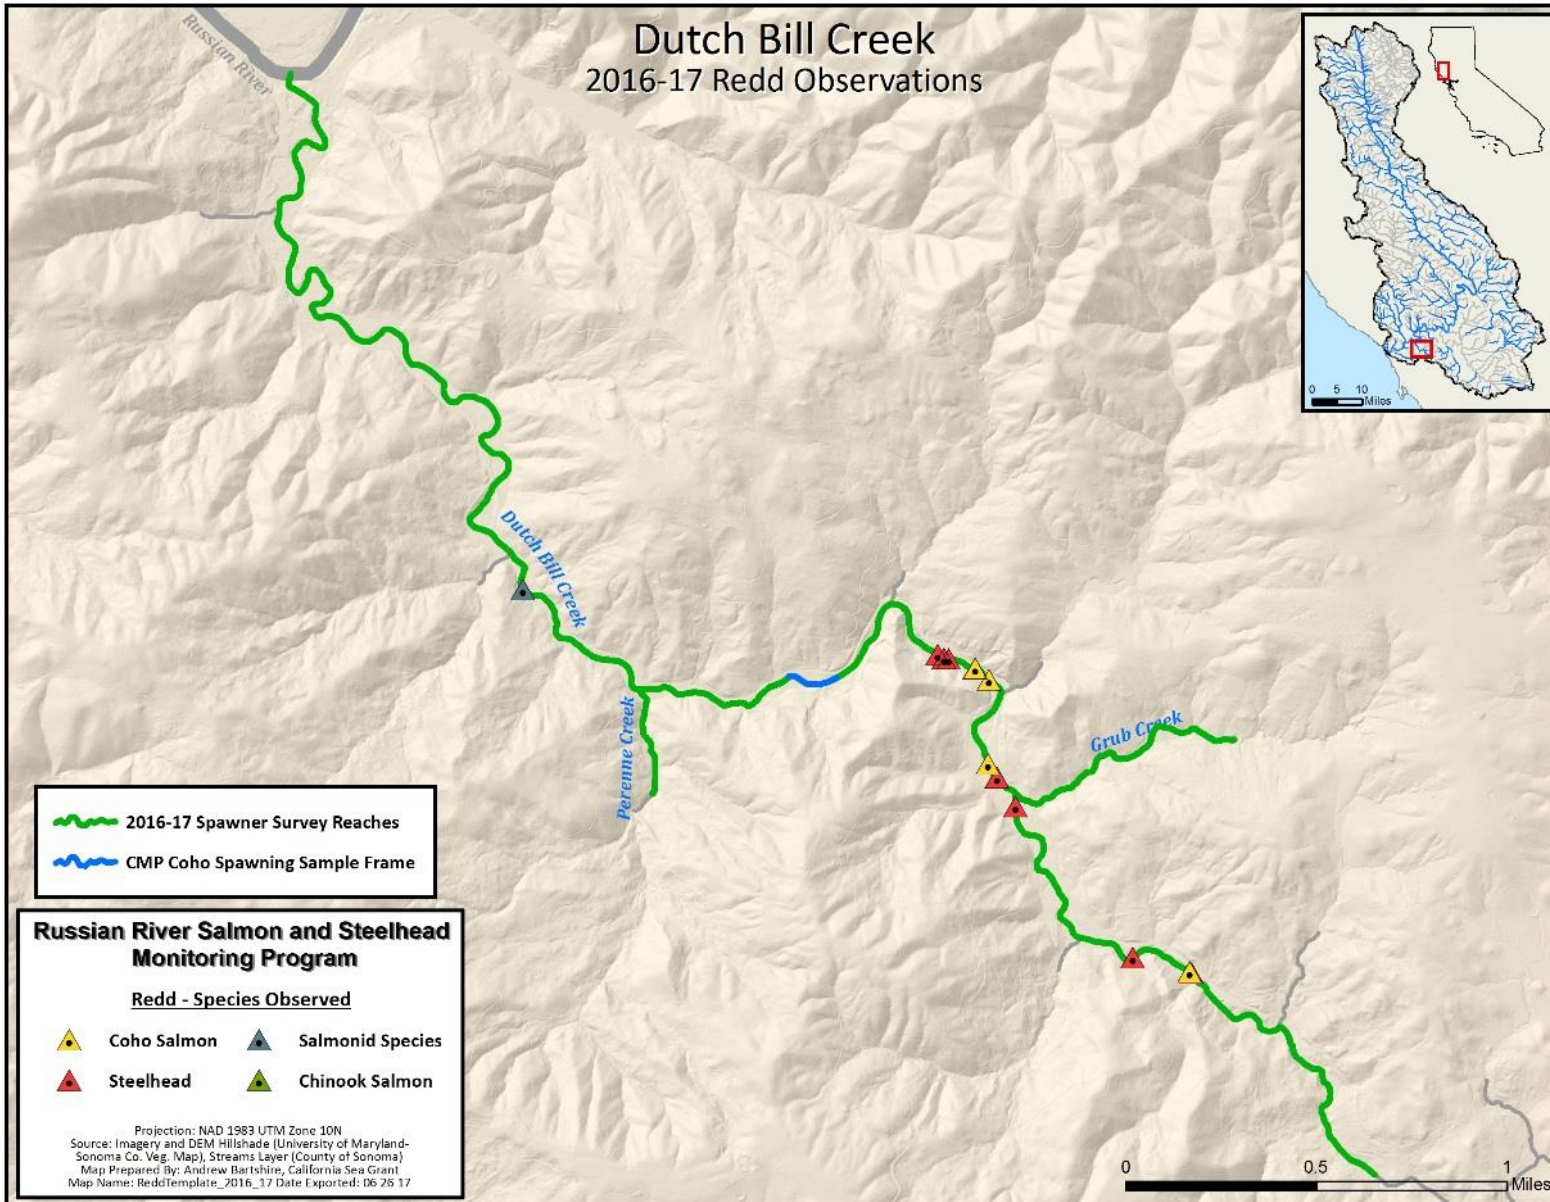 Dutch Bill Creek
2016-17 Redd Observations
Russian River
0 5 10
Miles
Dutch Bill Creek
Perenne Creek
Grub Creek
2016-17 Spawner Survey Reaches
CMP Coho Spawning Sample Frame
Russian River Salmon and Steelhead
Monitoring Program
Redd - Species Observed
Coho Salmon Salmonid Species
Steelhead Chinook Salmon
Projection: NAD 1983 UTM Zone 10N
Source: Imagery and DEM Hillshade (University of Maryland-
Sonoma Co. Veg. Map), Streams Layer (County of Sonoma)
Map Prepared By: Andrew Bartshire, California Sea Grant
Map Name: ReddTemplate_2016_17 Date Exported: 06 26 17
0 0.5 1
Miles